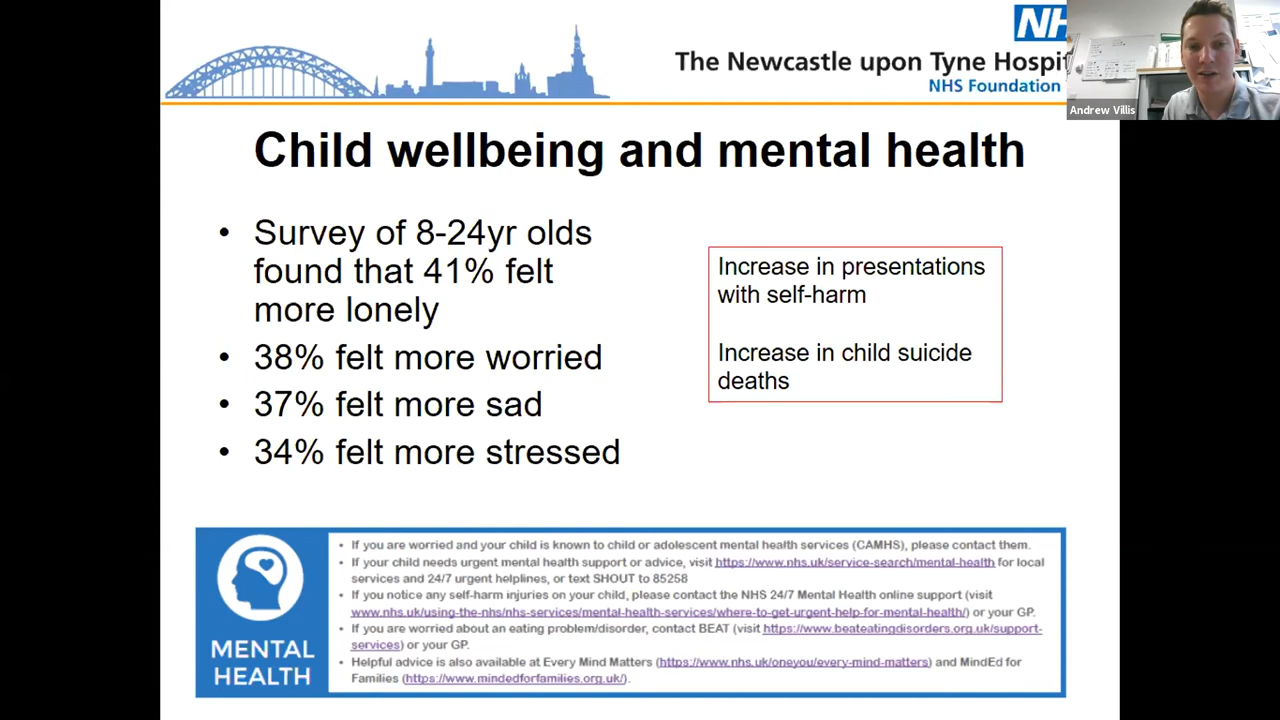 NH
The Newcastle upon Tyne Hospit
NHS Foundation
Andrew Villis
Child wellbeing and mental health
• Survey of 8-24yr olds
found that 41% felt
more lonely
• 38% felt more worried
• 37% felt more sad
• 34% felt more stressed
Increase in presentations
with self-harm
Increase in child suicide
deaths
MENTAL
HEALTH
• If you are worried and your child is known to child or adolescent mental health services (CAMHS), please contact them.
• If your child needs urgent mental health support or advice, visit https://www.nhs.uk/service-search/mental-health for local
services and 24/7 urgent helplines, or text SHOUT to 85258
• If you notice any self-harm injuries on your child, please contact the NHS 24/7 Mental Health online support (visit
www.nhs.uk/using-the-nhs/nhs-services/mental-health-services/where-to-get-urgent-help-for-mental-health/) or your GP.
• If you are worried about an eating problem/disorder, contact BEAT (visit https://www.beateatingdisorders.org.uk/support-
services) or your GP.
• Helpful advice is also available at Every Mind Matters (https://www.nhs.uk/oneyou/every-mind-matters) and MindEd for
Families (https://www.mindedforfamilies.org.uk/).